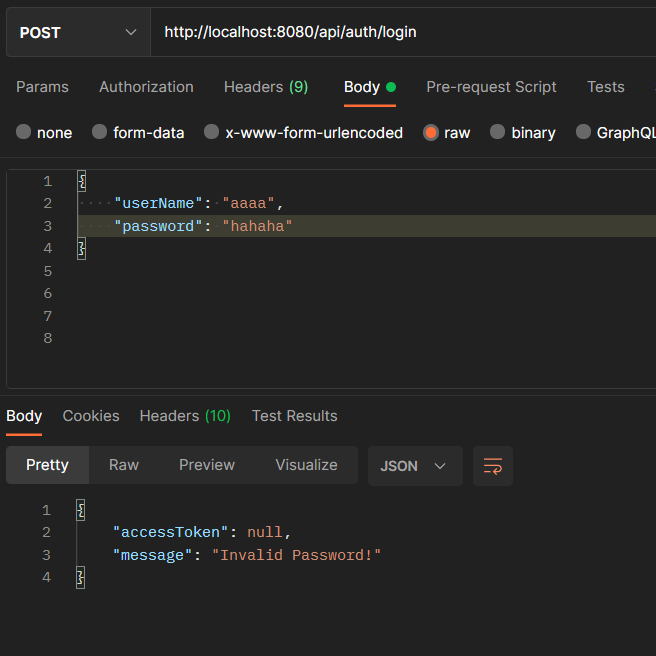 POST http://localhost:8080/api/auth/login
Params Authorization Headers (9) Body Pre-request Script Tests
none form-data x-www-form-urlencoded raw binary GraphQL
1 {
2 "userName": "aaaa",
3 "password": "hahaha"
4 }
5
6
7
8
Body Cookies Headers (10) Test Results
Pretty Raw Preview Visualize JSON
1 {
2 "accessToken": null,
3 "message": "Invalid Password!"
4 }